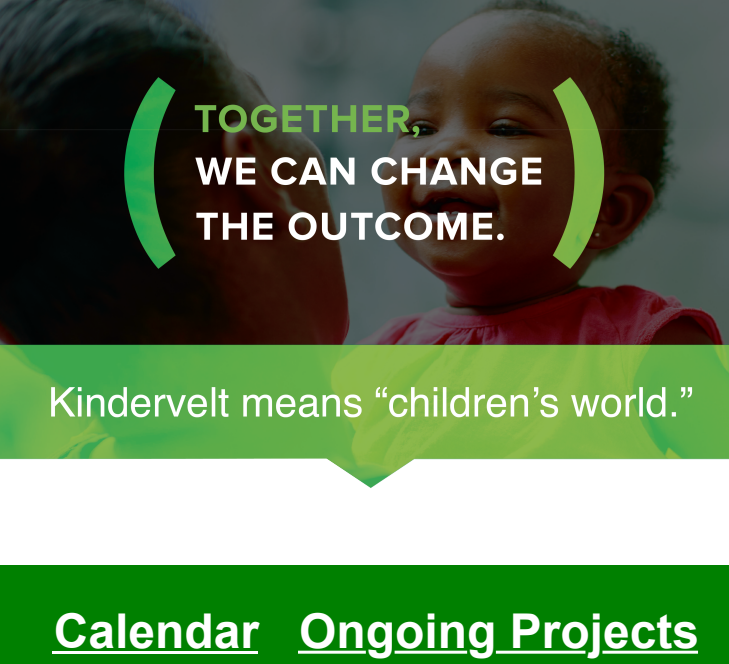 TOGETHER,
WE CAN CHANGE
THE OUTCOME.
Kindervelt means “children’s world.”
Calendar Ongoing Projects